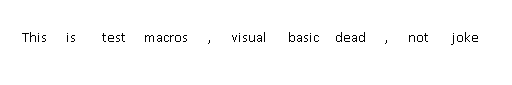 This is test macros , visual basic dead , not joke